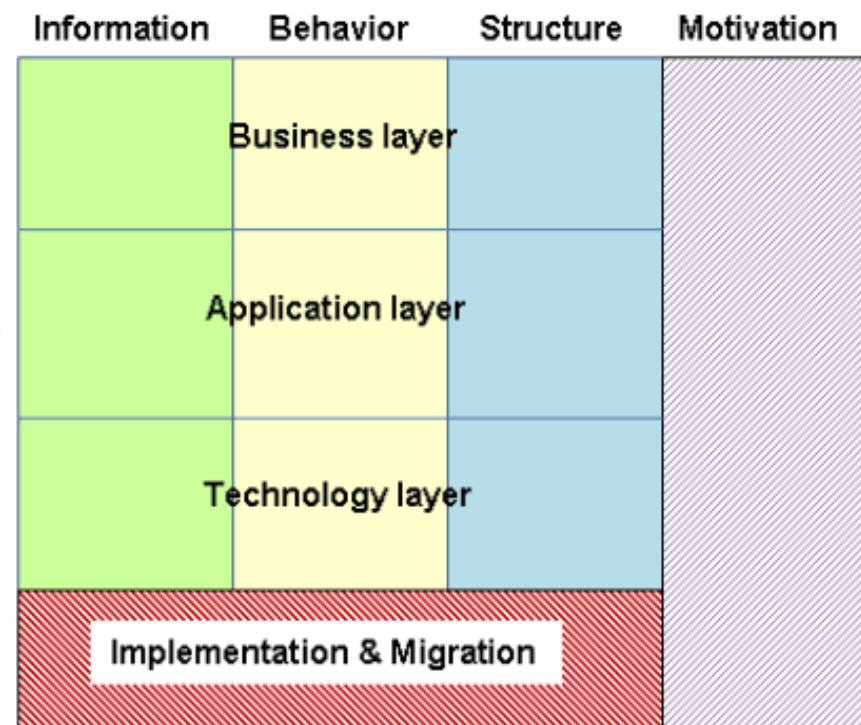 Information Behavior Structure Motivation
Business layer
Application layer
Technology layer
Implementation & Migration